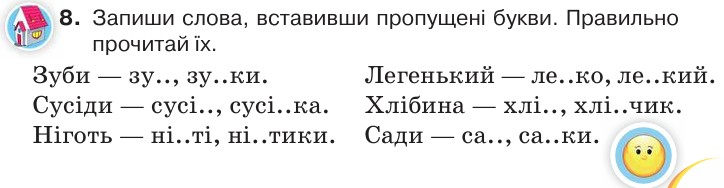 8. Запиши слова, вставивши пропущені букви. Правильно
прочитай їх.
Зуби — зу.., зу..ки.
Сусіди — сусі.., сусі..ка.
Ніготь — ні..ті, ні..тики.
Легенький — ле..ко, ле..кий.
Хлібина — хлі.., хлі..чик.
Сади — са.., са..ки.